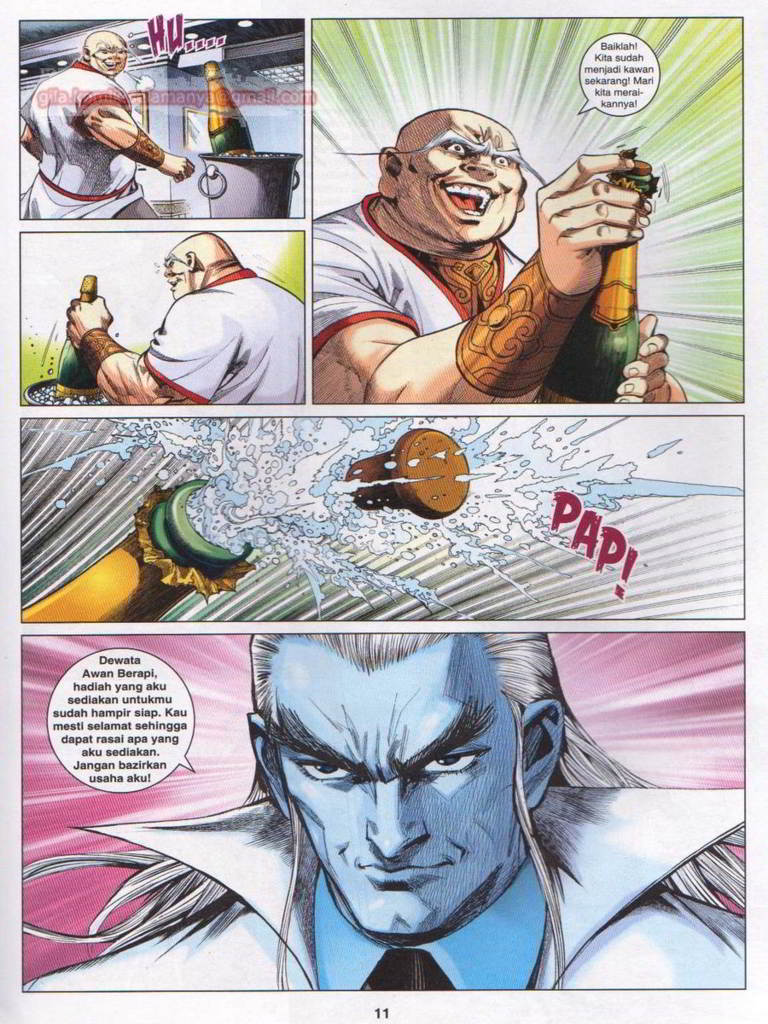 HU.....
Baiklah!
Kita sudah
menjadi kawan
sekarang! Mari
kita merai-
kannya!
PAP!
Dewata
Awan Berapi,
hadiah yang aku
sediakan untukmu
sudah hampir siap. Kau
mesti selamat sehingga
dapat rasai apa yang
aku sediakan.
Jangan bazirkan
usaha aku!
11